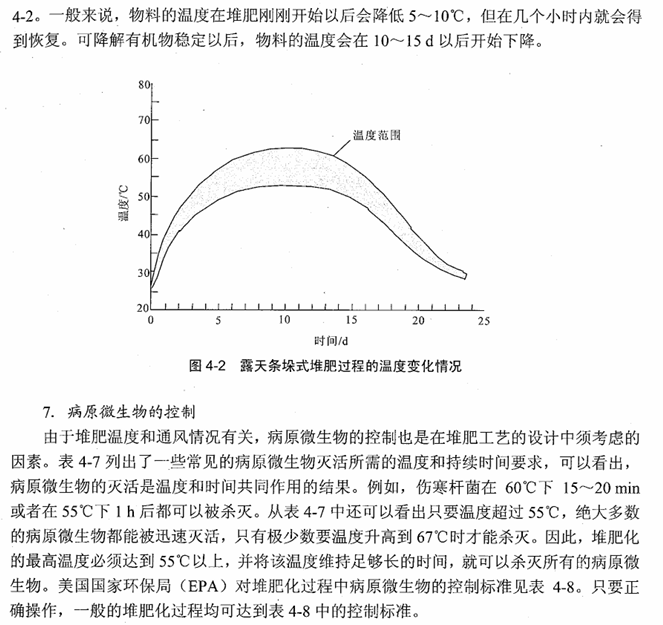 4-2。一般来说，物料的温度在堆肥刚刚开始以后会降低 5～10℃，但在几个小时内就会得
到恢复。可降解有机物稳定以后，物料的温度会在 10～15 d 以后开始下降。
80
70
60
50
40
30
20
温度/℃
温度范围
0 5 10 15 20 25
时间/d
图 4-2 露天条垛式堆肥过程的温度变化情况
7. 病原微生物的控制
由于堆肥温度和通风情况有关，病原微生物的控制也是在堆肥工艺的设计中须考虑的
因素。表 4-7 列出了一些常见的病原微生物灭活所需的温度和持续时间要求，可以看出，
病原微生物的灭活是温度和时间共同作用的结果。例如，伤寒杆菌在 60℃下 15～20 min
或者在 55℃下 1 h 后都可以被杀灭。从表 4-7 中还可以看出只要温度超过 55℃，绝大多数
的病原微生物都能被迅速灭活，只有极少数要温度升高到 67℃时才能杀灭。因此，堆肥化
的最高温度必须达到 55℃以上，并将该温度维持足够长的时间，就可以杀灭所有的病原微
生物。美国国家环保局（EPA）对堆肥化过程中病原微生物的控制标准见表 4-8。只要正
确操作，一般的堆肥化过程均可达到表 4-8 中的控制标准。